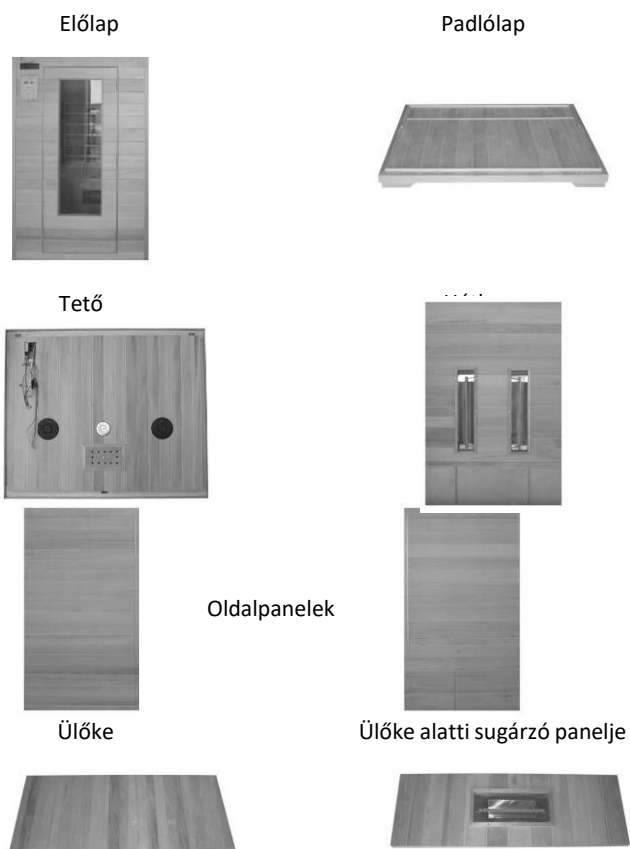 Előlap
Padlólap
Tető
Oldalpanelek
Ülőke
Ülőke alatti sugárzó panelje